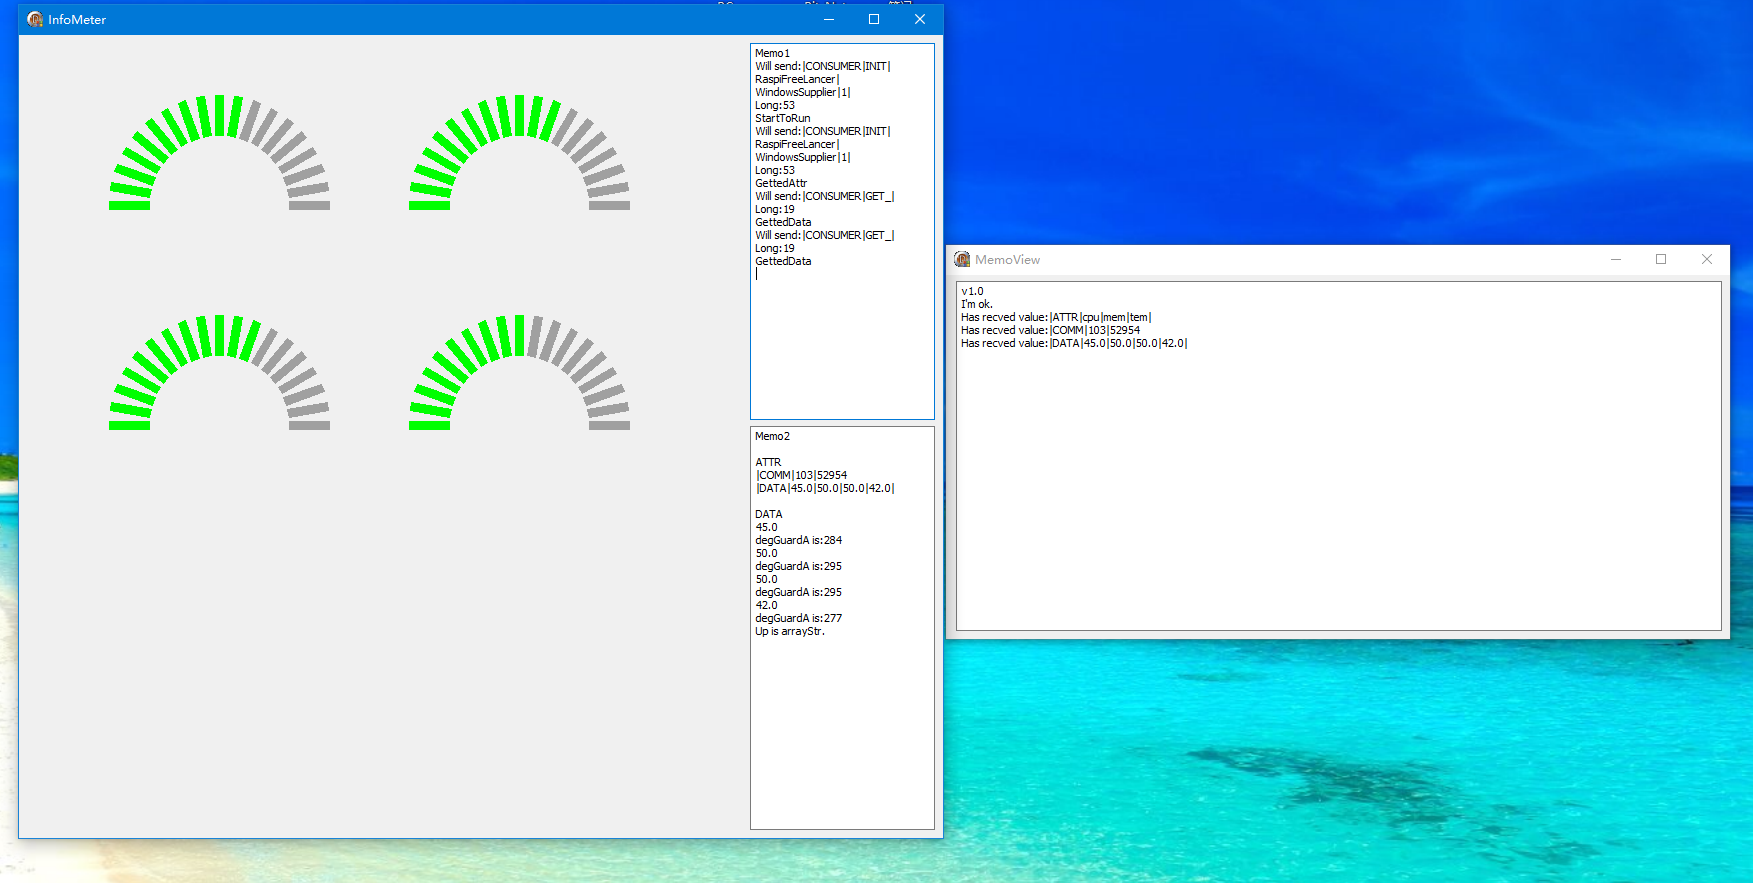 InfoMeter
Memo1
Will send:|CONSUMER|INIT|
RaspiFreeLancer|
WindowsSupplier|1|
Long:53
StartToRun
Will send:|CONSUMER|INIT|
RaspiFreeLancer|
WindowsSupplier|1|
Long:53
GettedAttr
Will send:|CONSUMER|GET_|
Long:19
GettedData
Will send:|CONSUMER|GET_|
Long:19
GettedData
Memo2
ATTR
|COMM|103|52954
|DATA|45.0|50.0|50.0|42.0|
DATA
45.0
degGuardA is:284
50.0
degGuardA is:295
50.0
degGuardA is:295
42.0
degGuardA is:277
Up is arrayStr.
MemoView
v1.0
I'm ok.
Has recved value:|ATTR|cpu|mem|tem|
Has recved value:|COMM|103|52954
Has recved value:|DATA|45.0|50.0|50.0|42.0|